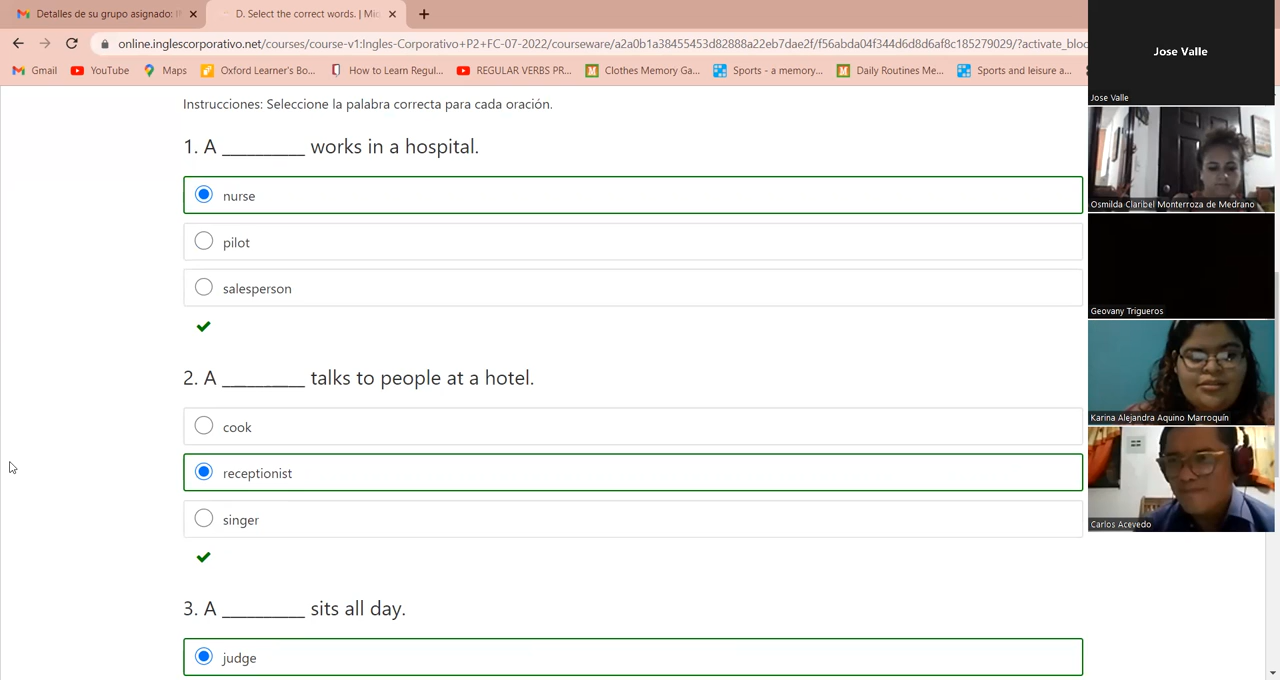 Detalles de su grupo asignado: I
D. Select the correct words. | Mic
online.inglescorporativo.net/courses/course-v1:Ingles-Corporativo+P2+FC-07-2022/courseware/a2a0b1a38455453d82888a22eb7dae2f/f56abda04f344d6d8d6af8c185279029/?activate_bloc
Gmail
YouTube
Maps
Oxford Learner's Bo...
How to Learn Regul...
REGULAR VERBS PR...
Clothes Memory Ga...
Sports - a memory...
Daily Routines Me...
Sports and leisure a...
Instrucciones: Seleccione la palabra correcta para cada oración.
1. A _________ works in a hospital.
nurse
pilot
salesperson
2. A _________ talks to people at a hotel.
cook
receptionist
singer
3. A _________ sits all day.
judge
Jose Valle
Jose Valle
Osmilda Claribel Monterroza de Medrano
Geovany Trigueros
Karina Alejandra Aquino Marroquín
Carlos Acevedo